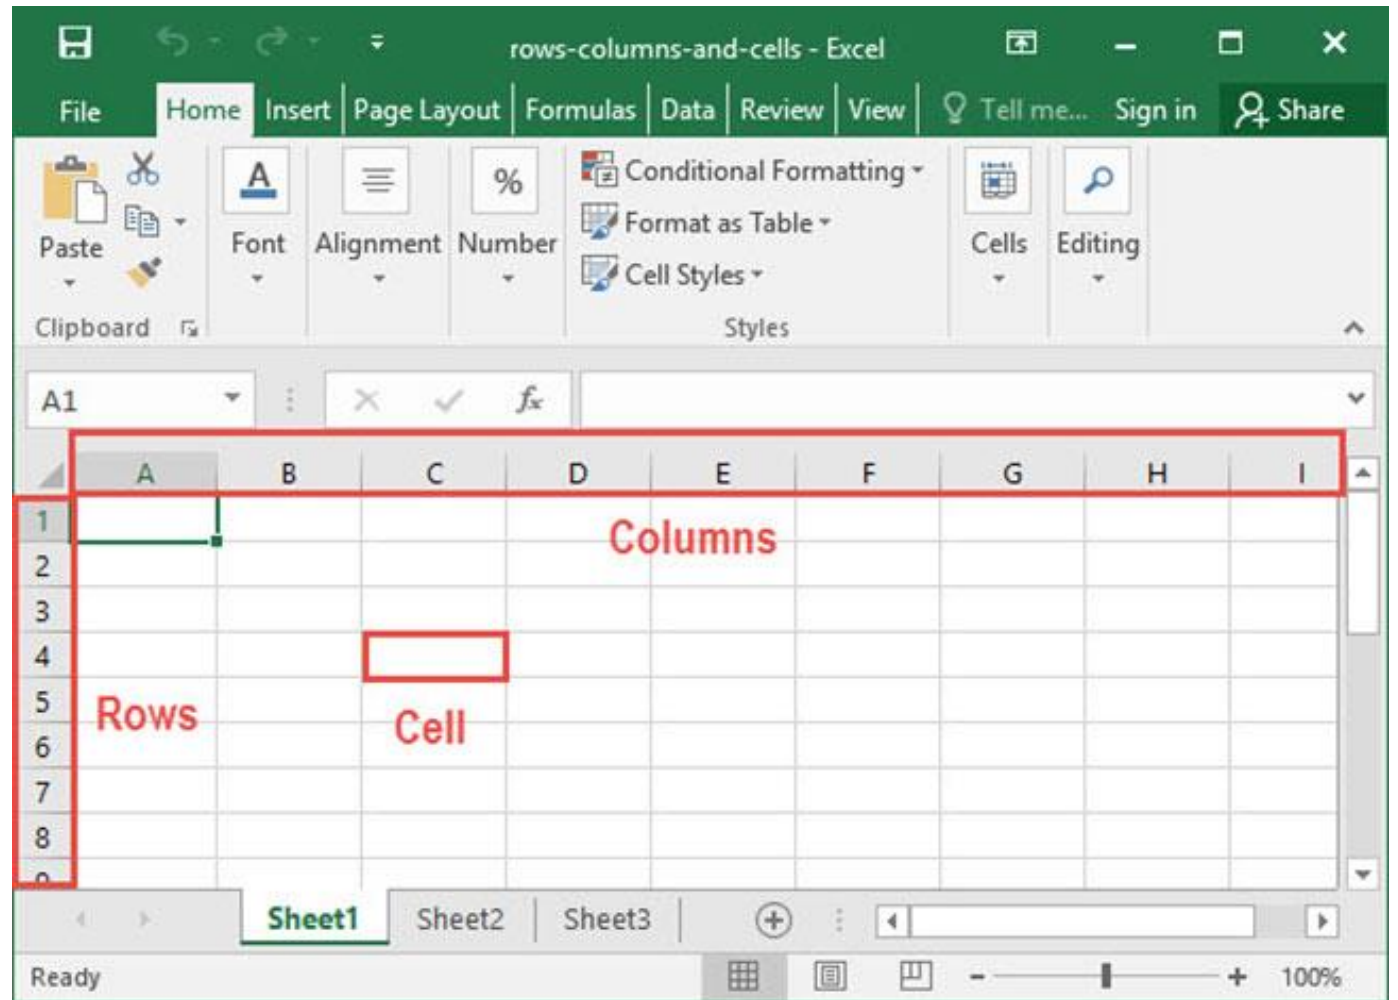 rows-columns-and-cells - Excel
File Home Insert Page Layout Formulas Data Review View Tell me... Sign in Share
Paste
Font Alignment Number
Conditional Formatting
Format as Table
Cell Styles
Cells Editing
Clipboard Styles
A1 fx
A B C D E F G H I
1
Columns
2
3
4
5
Rows Cell
6
7
8
9
Sheet1 Sheet2 Sheet3
Ready 100%